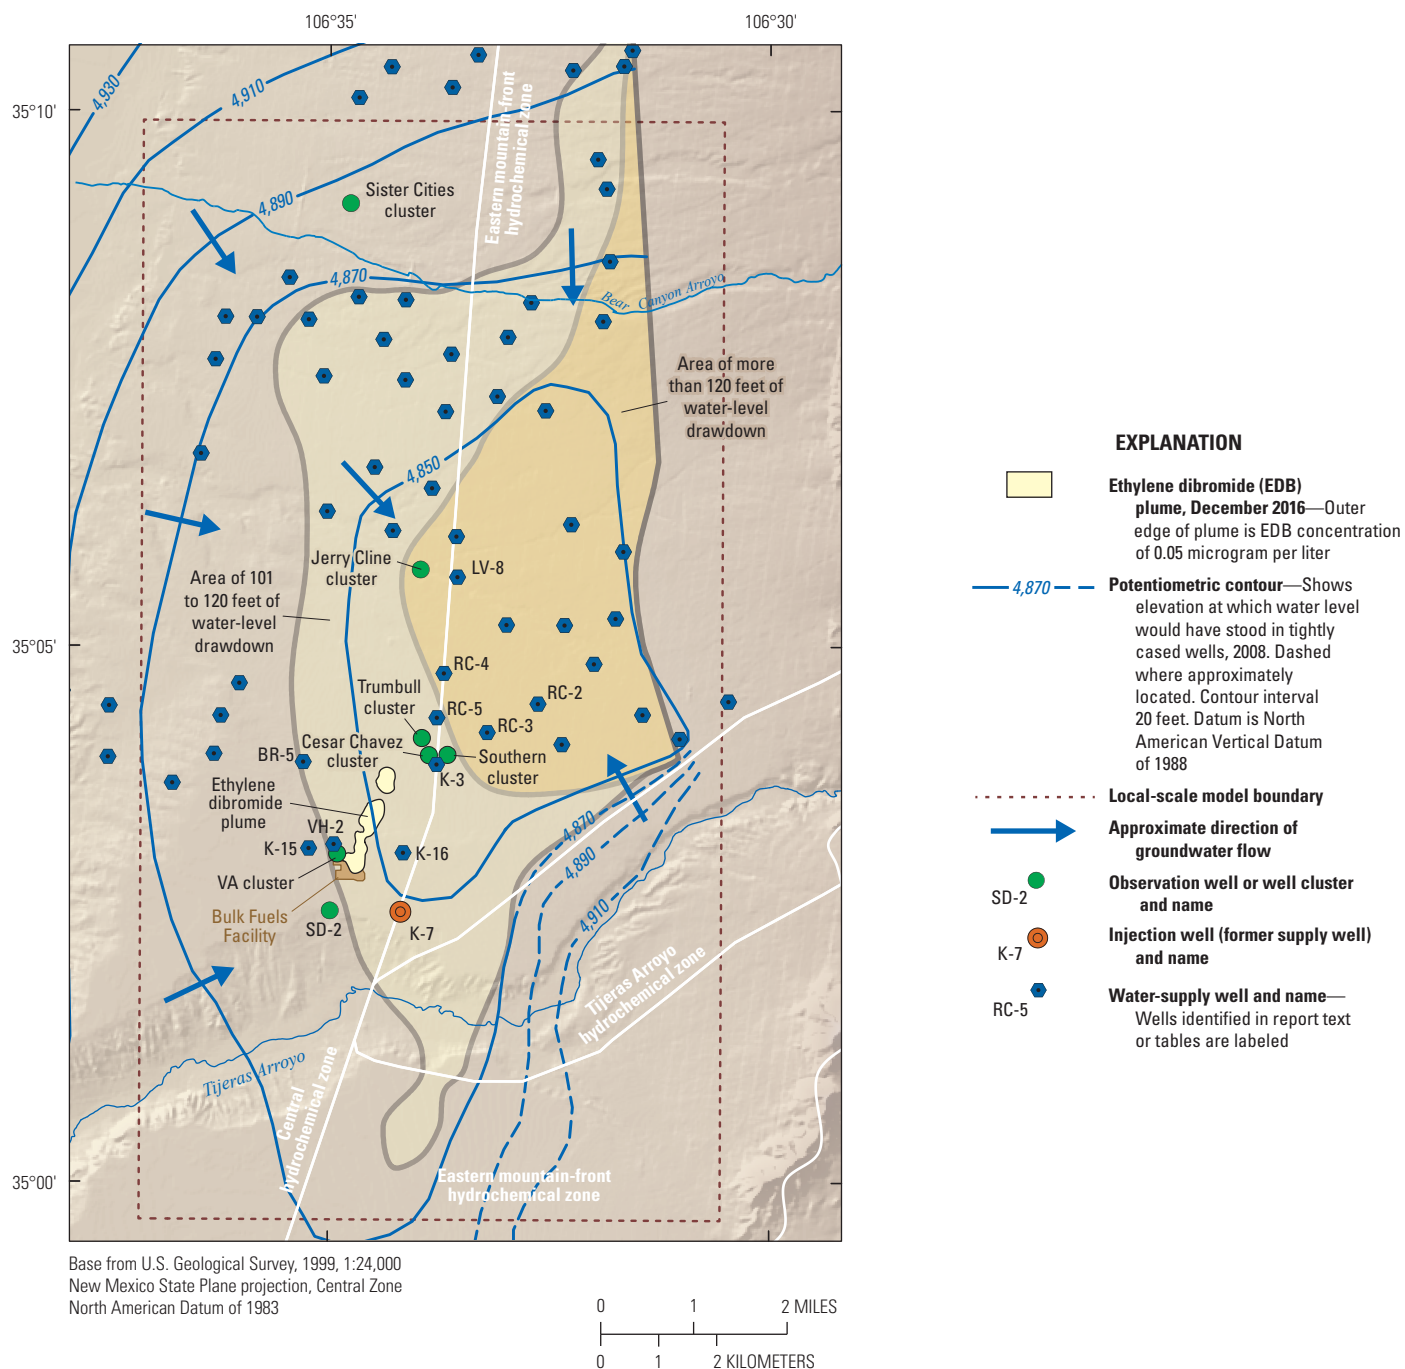 106°35'
106°30'
35°10'
35°05'
35°00'
4,930
4,910
4,890
4,870
4,850
Eastern mountain-front
hydrochemical zone
Sister Cities
cluster
Bear Canyon Arroyo
Area of more
than 120 feet of
water-level
drawdown
Jerry Cline
cluster
LV-8
Area of 101
to 120 feet of
water-level
drawdown
RC-4
Trumbull
cluster
RC-2
RC-5
RC-3
Cesar Chavez
cluster
Southern
cluster
BR-5
K-3
Ethylene
dibromide
plume
VH-2
K-15
K-16
VA cluster
Bulk Fuels
Facility
SD-2
K-7
4,870
4,890
4,910
Tijeras Arroyo
hydrochemical zone
Tijeras Arroyo
Central
hydrochemical zone
Eastern mountain-front
hydrochemical zone
Base from U.S. Geological Survey, 1999, 1:24,000
New Mexico State Plane projection, Central Zone
North American Datum of 1983
0 1 2 MILES
0 1 2 KILOMETERS
EXPLANATION
Ethylene dibromide (EDB)
plume, December 2016—Outer
edge of plume is EDB concentration
of 0.05 microgram per liter
4,870
Potentiometric contour—Shows
elevation at which water level
would have stood in tightly
cased wells, 2008. Dashed
where approximately
located. Contour interval
20 feet. Datum is North
American Vertical Datum
of 1988
Local-scale model boundary
Approximate direction of
groundwater flow
SD-2
Observation well or well cluster
and name
K-7
Injection well (former supply well)
and name
RC-5
Water-supply well and name—
Wells identified in report text
or tables are labeled